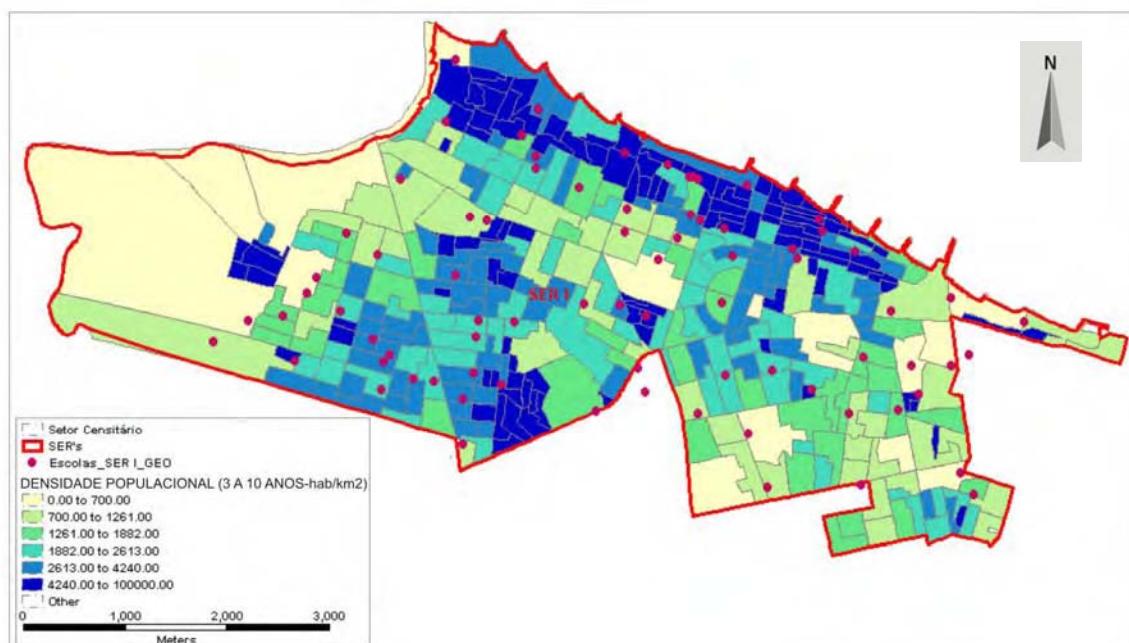 N
SER I
Setor Censitário
SER's
Escolas_SER I_GEO
DENSIDADE POPULACIONAL (3 A 10 ANOS-hab/km2)
0.00 to 700.00
700.00 to 1261.00
1261.00 to 1882.00
1882.00 to 2613.00
2613.00 to 4240.00
4240.00 to 100000.00
Other
0 1,000 2,000 3,000
Meters